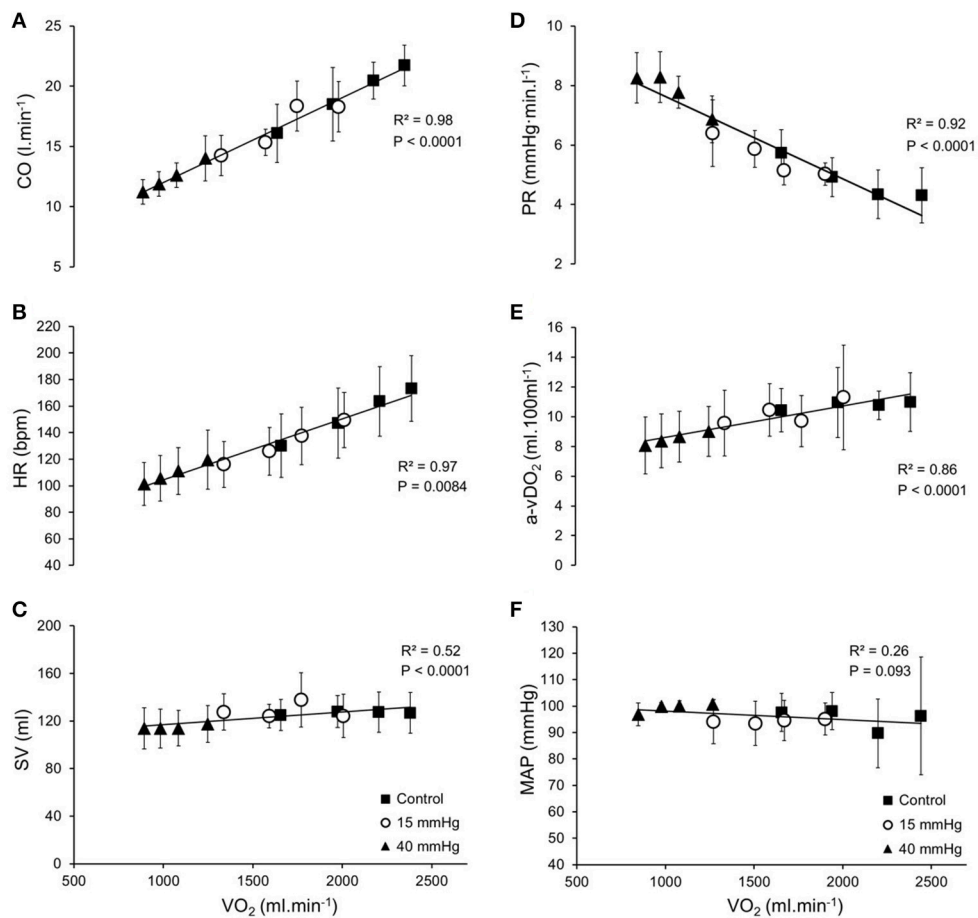 A
25
20
15
10
5
CO (l.min⁻¹)
R² = 0.98
P < 0.0001
B
220
200
180
160
140
120
100
80
60
40
HR (bpm)
R² = 0.97
P = 0.0084
C
200
160
120
80
40
0
SV (ml)
R² = 0.52
P < 0.0001
Control
15 mmHg
40 mmHg
500 1000 1500 2000 2500
VO₂ (ml.min⁻¹)
D
10
8
6
4
2
PR (mmHg·min.l⁻¹)
R² = 0.92
P < 0.0001
E
16
14
12
10
8
6
4
2
0
a-vDO₂ (ml.100ml⁻¹)
R² = 0.86
P < 0.0001
F
130
120
110
100
90
80
70
60
50
40
MAP (mmHg)
R² = 0.26
P = 0.093
Control
15 mmHg
40 mmHg
500 1000 1500 2000 2500
VO₂ (ml.min⁻¹)